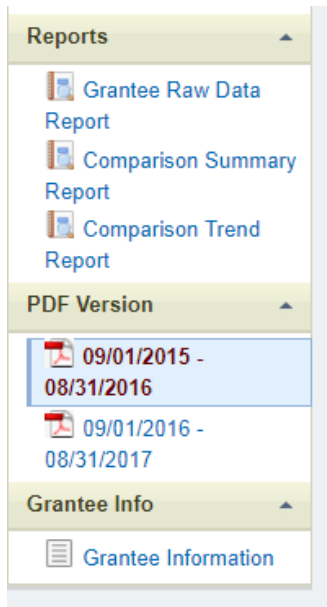 Reports
Grantee Raw Data
Report
Comparison Summary
Report
Comparison Trend
Report
PDF Version
09/01/2015 -
08/31/2016
09/01/2016 -
08/31/2017
Grantee Info
Grantee Information